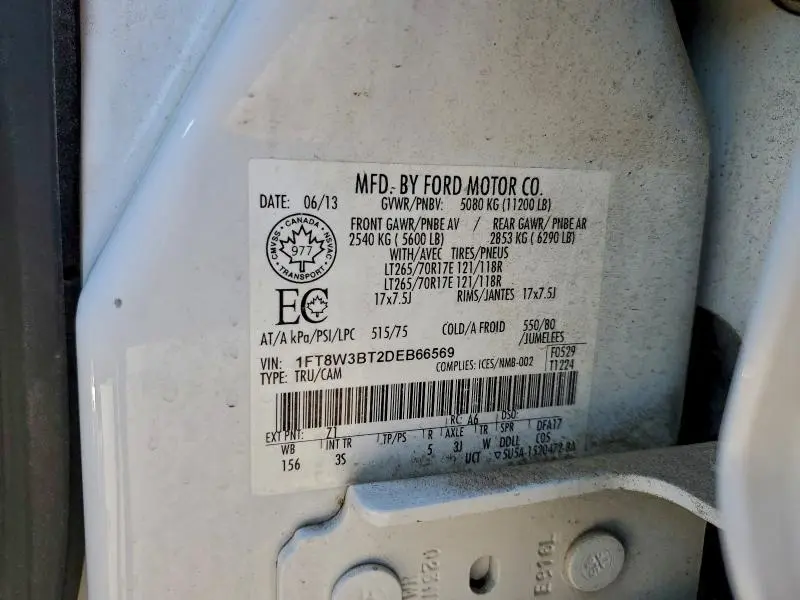 MFD. BY FORD MOTOR CO.
DATE: 06/13 GVWR/PNBV: 5080 KG (11200 LB)
FRONT GAWR/PNBE AV / REAR GAWR/ PNBE AR
2540 KG ( 5600 LB) 2853 KG ( 6290 LB)
WITH/AVEC TIRES/PNEUS
LT265/70R17E 121/118R
LT265/70R17E 121/118R
17x7.5J RIMS/JANTES 17x7.5J
CMVSS CANADA NSVAC
977
TRANSPORT
EC
AT/A kPa/PSI/LPC 515/75 COLD/A FROID 550/80
/JUMELEES
VIN: 1FT8W3BT2DEB66569 F0529
TYPE: TRU/CAM COMPLIES: ICES/NMB-002 T1224
RC A6 DSO:
EXT PNT: Z1 DFA17
WB INT TR TP/PS R AXLE TR SPR COS
156 3S 5 3J W DDLL
UCT ▽5U5A-1520472-BA
E916L